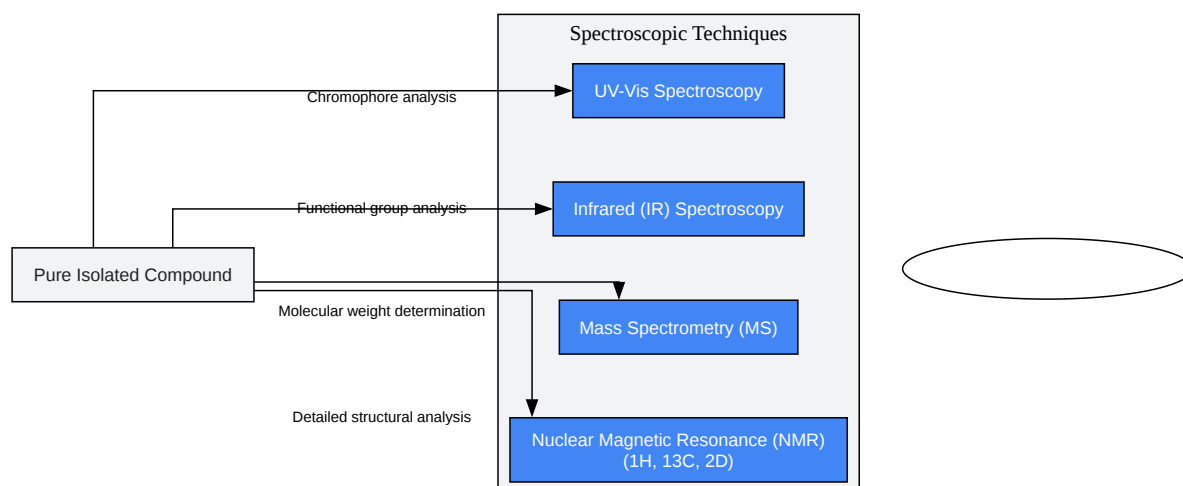 Spectroscopic Techniques
UV-Vis Spectroscopy
Chromophore analysis
Infrared (IR) Spectroscopy
Functional group analysis
Pure Isolated Compound
Molecular weight determination
Mass Spectrometry (MS)
Detailed structural analysis
Nuclear Magnetic Resonance (NMR)
(1H, 13C, 2D)